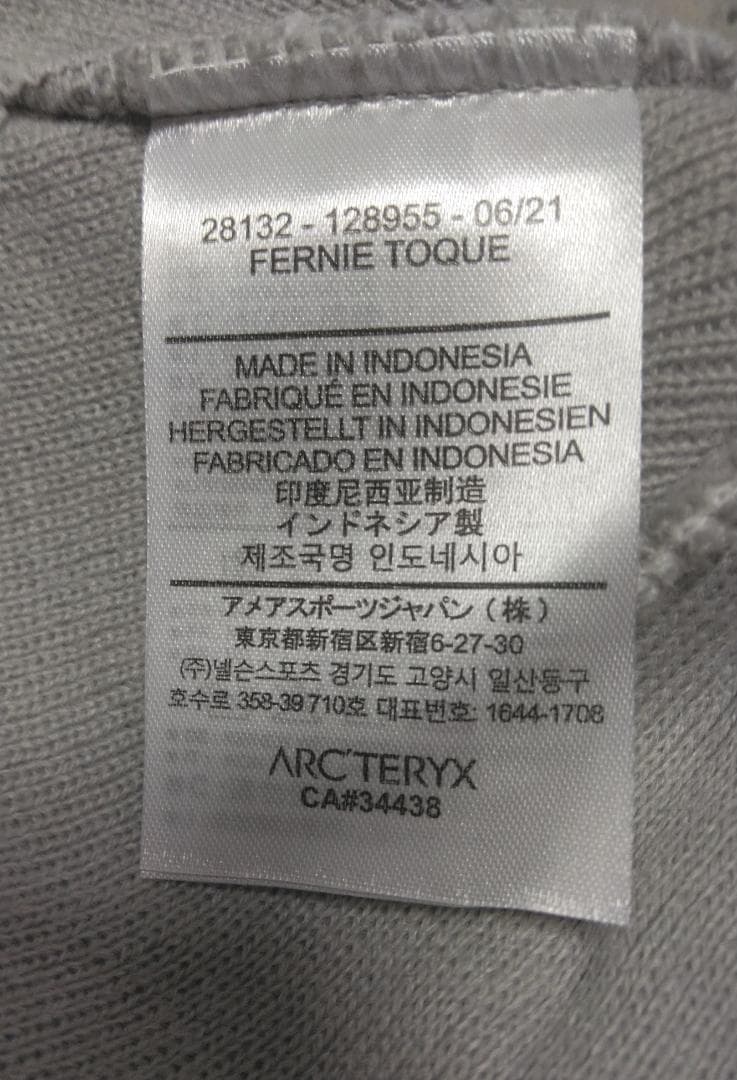 28132 - 128955 - 06/21
FERNIE TOQUE
MADE IN INDONESIA
FABRIQUÉ EN INDONESIE
HERGESTELLT IN INDONESIEN
FABRICADO EN INDONESIA
印度尼西亚制造
インドネシア製
제조국명 인도네시아
アメアスポーツジャパン（株）
東京都新宿区新宿6-27-30
(주)넬슨스포츠 경기도 고양시 일산동구
호수로 358-39 710호 대표번호: 1644-1708
ARC'TERYX
CA#34438